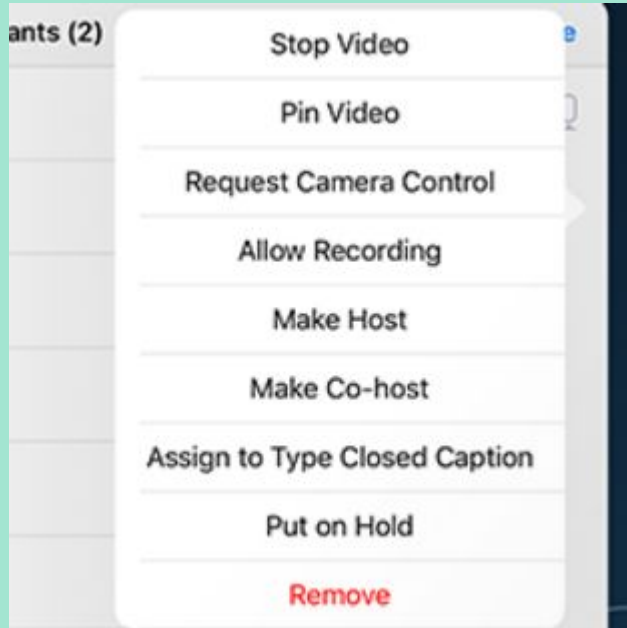 ants (2)
e
Stop Video
Pin Video
Request Camera Control
Allow Recording
Make Host
Make Co-host
Assign to Type Closed Caption
Put on Hold
Remove